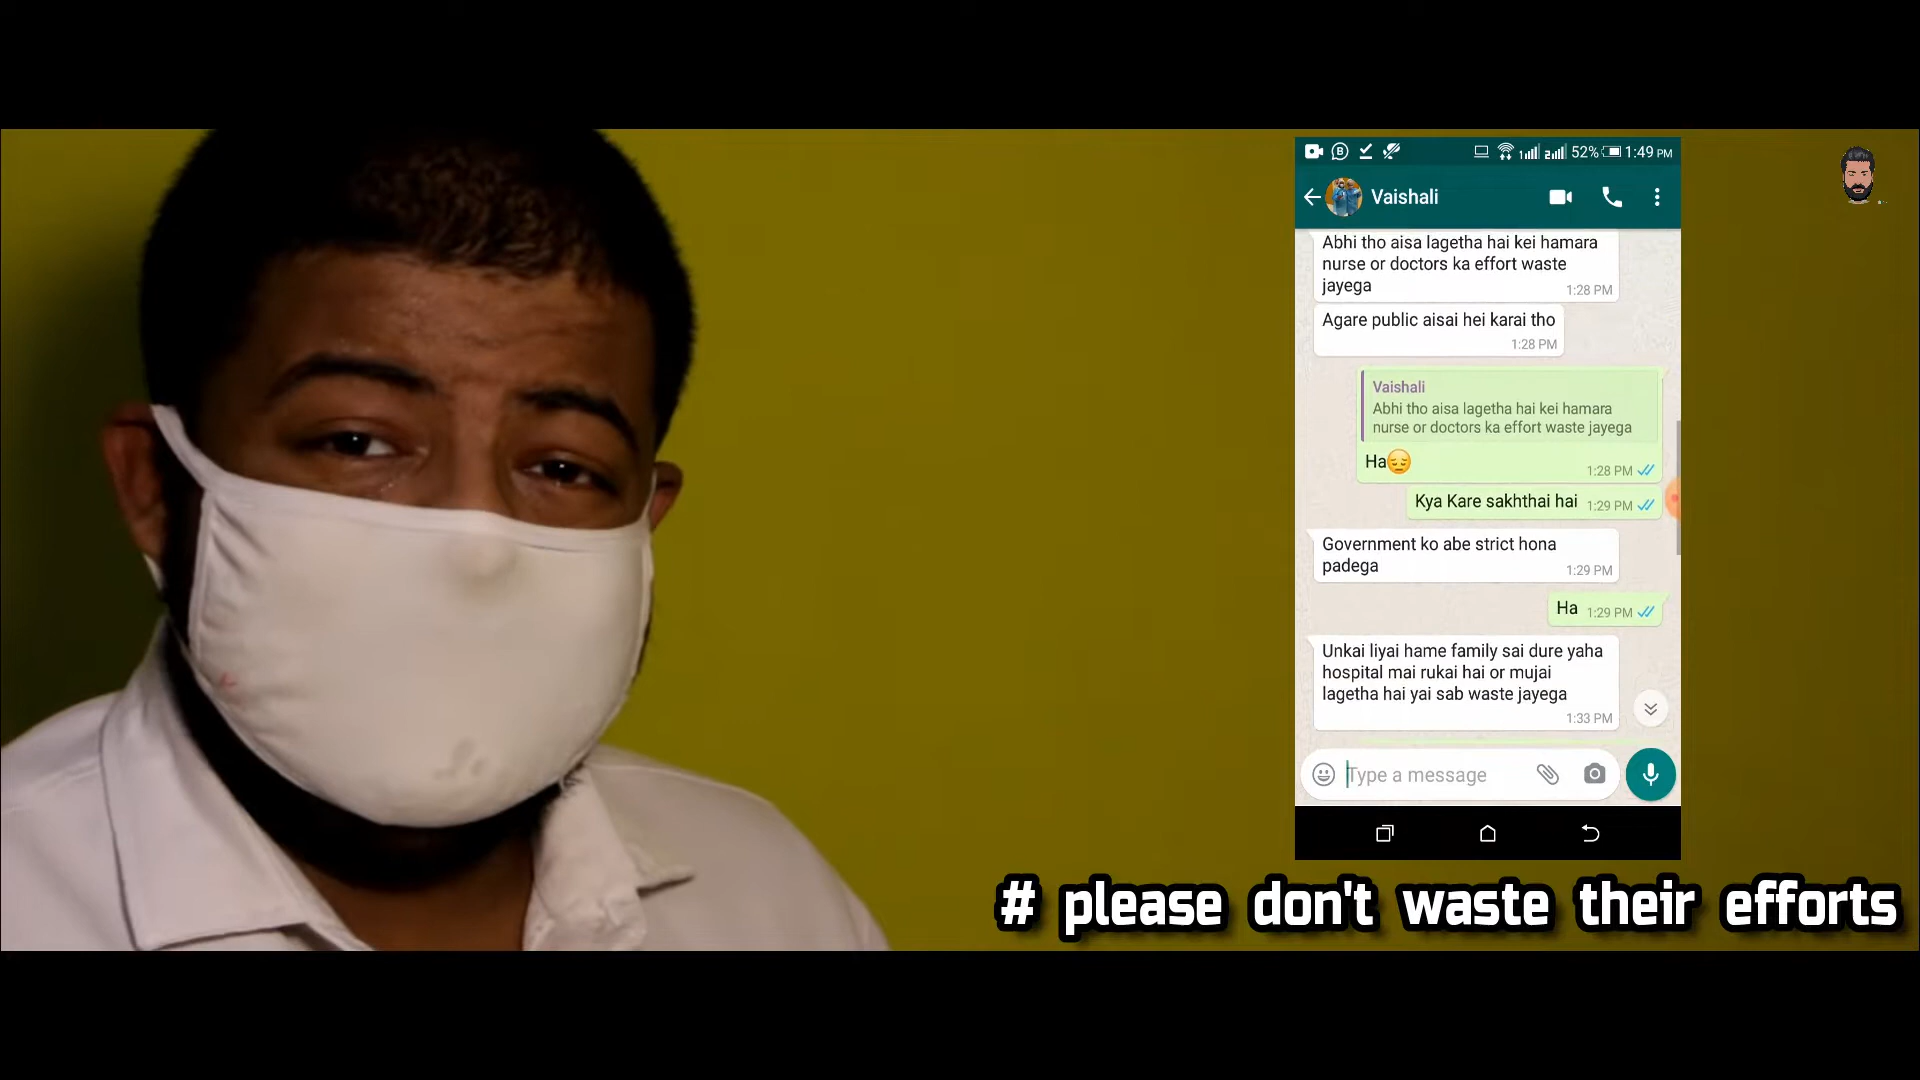 52% 1:49 PM
Vaishali
Abhi tho aisa lagetha hai kei hamara
nurse or doctors ka effort waste
jayega
1:28 PM
Agare public aisai hei karai tho
1:28 PM
Vaishali
Abhi tho aisa lagetha hai kei hamara
nurse or doctors ka effort waste jayega
Ha😔 1:28 PM
Kya Kare sakhthai hai 1:29 PM
Government ko abe strict hona
padega
1:29 PM
Ha 1:29 PM
Unkai liyai hame family sai dure yaha
hospital mai rukai hai or mujai
lagetha hai yai sab waste jayega
1:33 PM
Type a message
# please don't waste their efforts